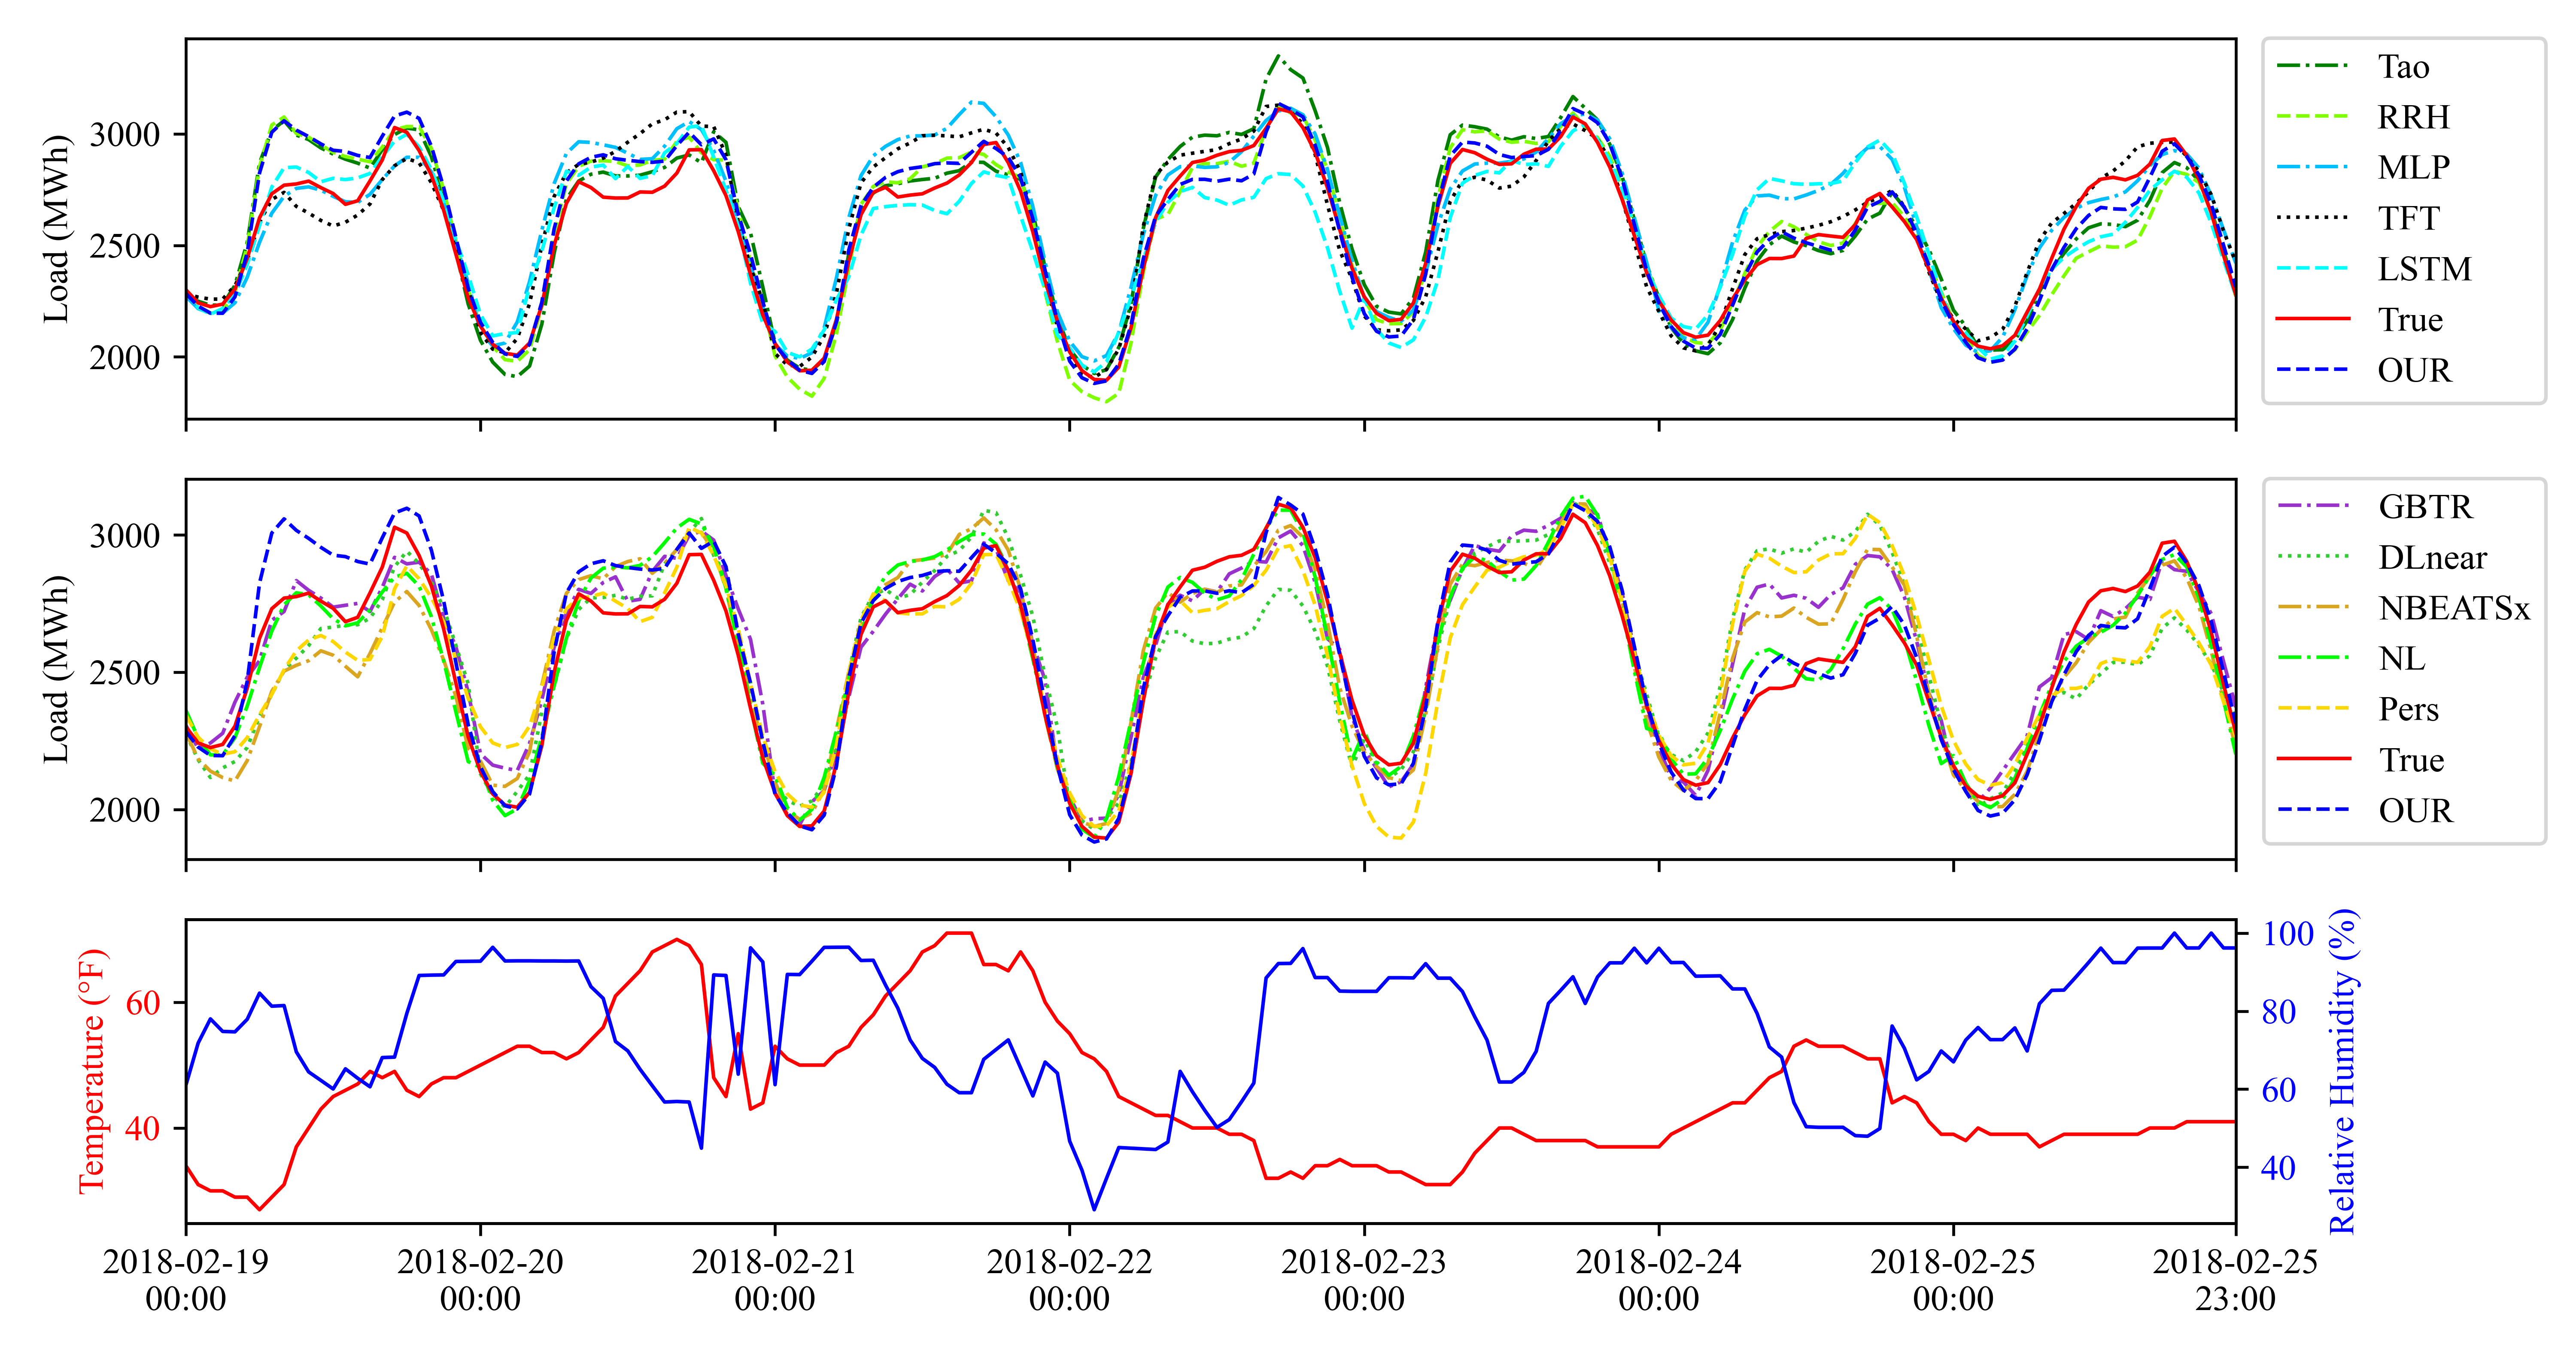 Load (MWh)
3000
2500
2000
Tao
RRH
MLP
TFT
LSTM
True
OUR
Load (MWh)
3000
2500
2000
GBTR
DLnear
NBEATSx
NL
Pers
True
OUR
Temperature (°F)
60
40
100
80
60
40
Relative Humidity (%)
2018-02-19
00:00
2018-02-20
00:00
2018-02-21
00:00
2018-02-22
00:00
2018-02-23
00:00
2018-02-24
00:00
2018-02-25
00:00
2018-02-25
23:00